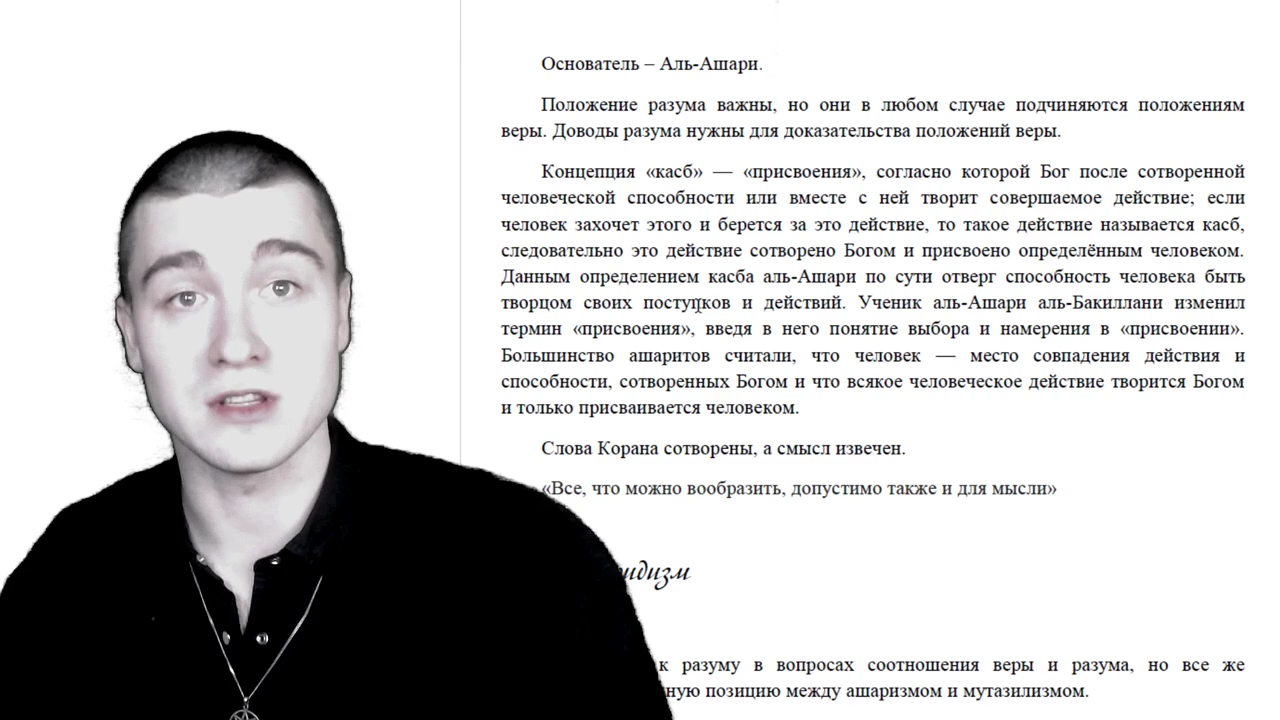 Основатель – Аль-Ашари.
Положение разума важны, но они в любом случае подчиняются положениям
веры. Доводы разума нужны для доказательства положений веры.
Концепция «касб» — «присвоения», согласно которой Бог после сотворенной
человеческой способности или вместе с ней творит совершаемое действие; если
человек захочет этого и берется за это действие, то такое действие называется касб,
следовательно это действие сотворено Богом и присвоено определённым человеком.
Данным определением касба аль-Ашари по сути отверг способность человека быть
творцом своих поступков и действий. Ученик аль-Ашари аль-Бакиллани изменил
термин «присвоения», введя в него понятие выбора и намерения в «присвоении».
Большинство ашаритов считали, что человек — место совпадения действия и
способности, сотворенных Богом и что всякое человеческое действие творится Богом
и только присваивается человеком.
Слова Корана сотворены, а смысл извечен.
«Все, что можно вообразить, допустимо также и для мысли»
идизм
к разуму в вопросах соотношения веры и разума, но все же
ную позицию между ашаризмом и мутазилизмом.